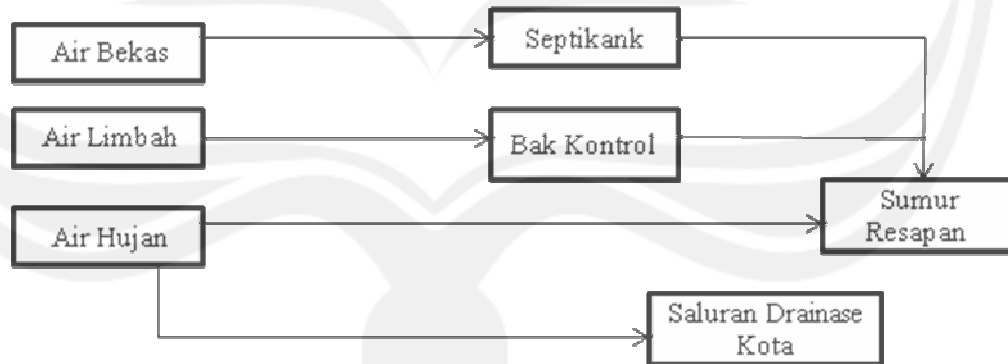 Air Bekas
Septikank
Air Limbah
Bak Kontrol
Air Hujan
Sumur
Resapan
Saluran Drainase
Kota